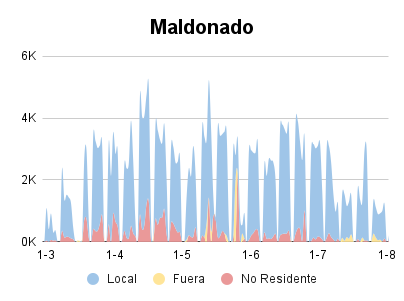 Maldonado
6K
4K
2K
0K
1-3 1-4 1-5 1-6 1-7 1-8
Local Fuera No Residente